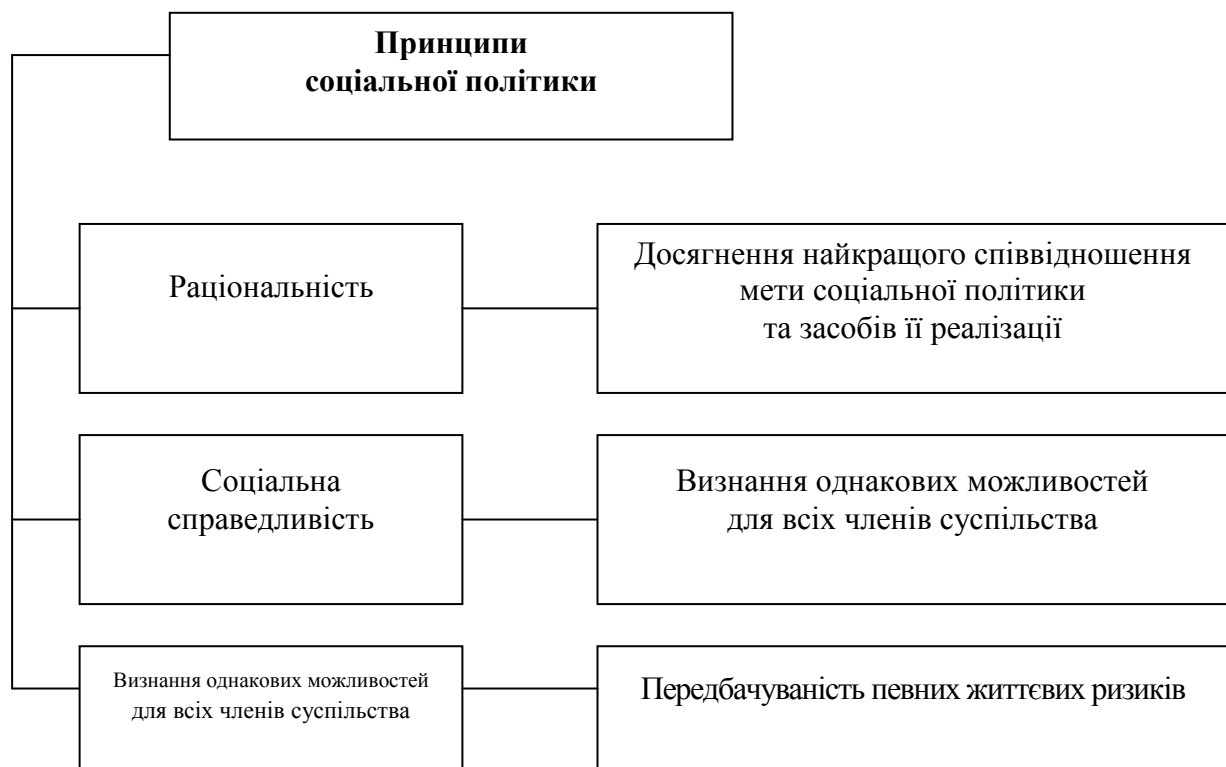 Принципи
соціальної політики
Раціональність
Досягнення найкращого співвідношення
мети соціальної політики
та засобів її реалізації
Соціальна
справедливість
Визнання однакових можливостей
для всіх членів суспільства
Визнання однакових можливостей
для всіх членів суспільства
Передбачуваність певних життєвих ризиків